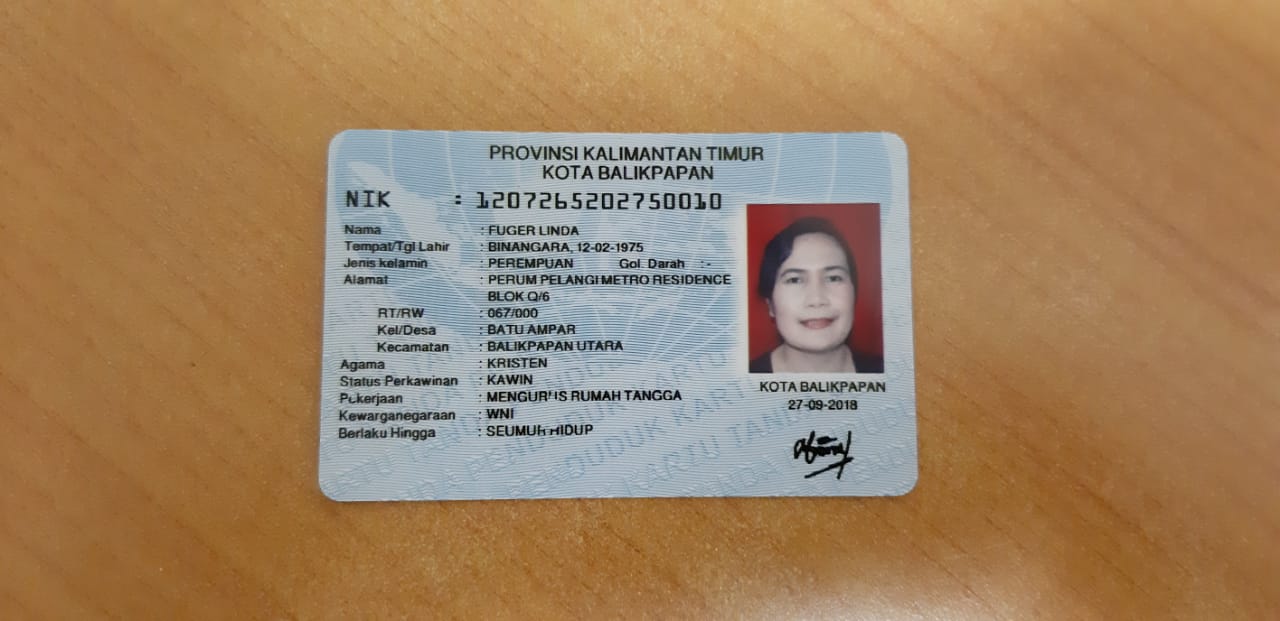 PROVINSI KALIMANTAN TIMUR
KOTA BALIKPAPAN
NIK : 1207265202750010
Nama : FUGER LINDA
Tempat/Tgl Lahir : BINANGARA, 12-02-1975
Jenis kelamin : PEREMPUAN Gol. Darah : -
Alamat : PERUM PELANGI METRO RESIDENCE
BLOK Q/6
RT/RW : 067/000
Kel/Desa : BATU AMPAR
Kecamatan : BALIKPAPAN UTARA
Agama : KRISTEN
Status Perkawinan : KAWIN
Pekerjaan : MENGURUS RUMAH TANGGA
Kewarganegaraan : WNI
Berlaku Hingga : SEUMUR HIDUP
KOTA BALIKPAPAN
27-09-2018